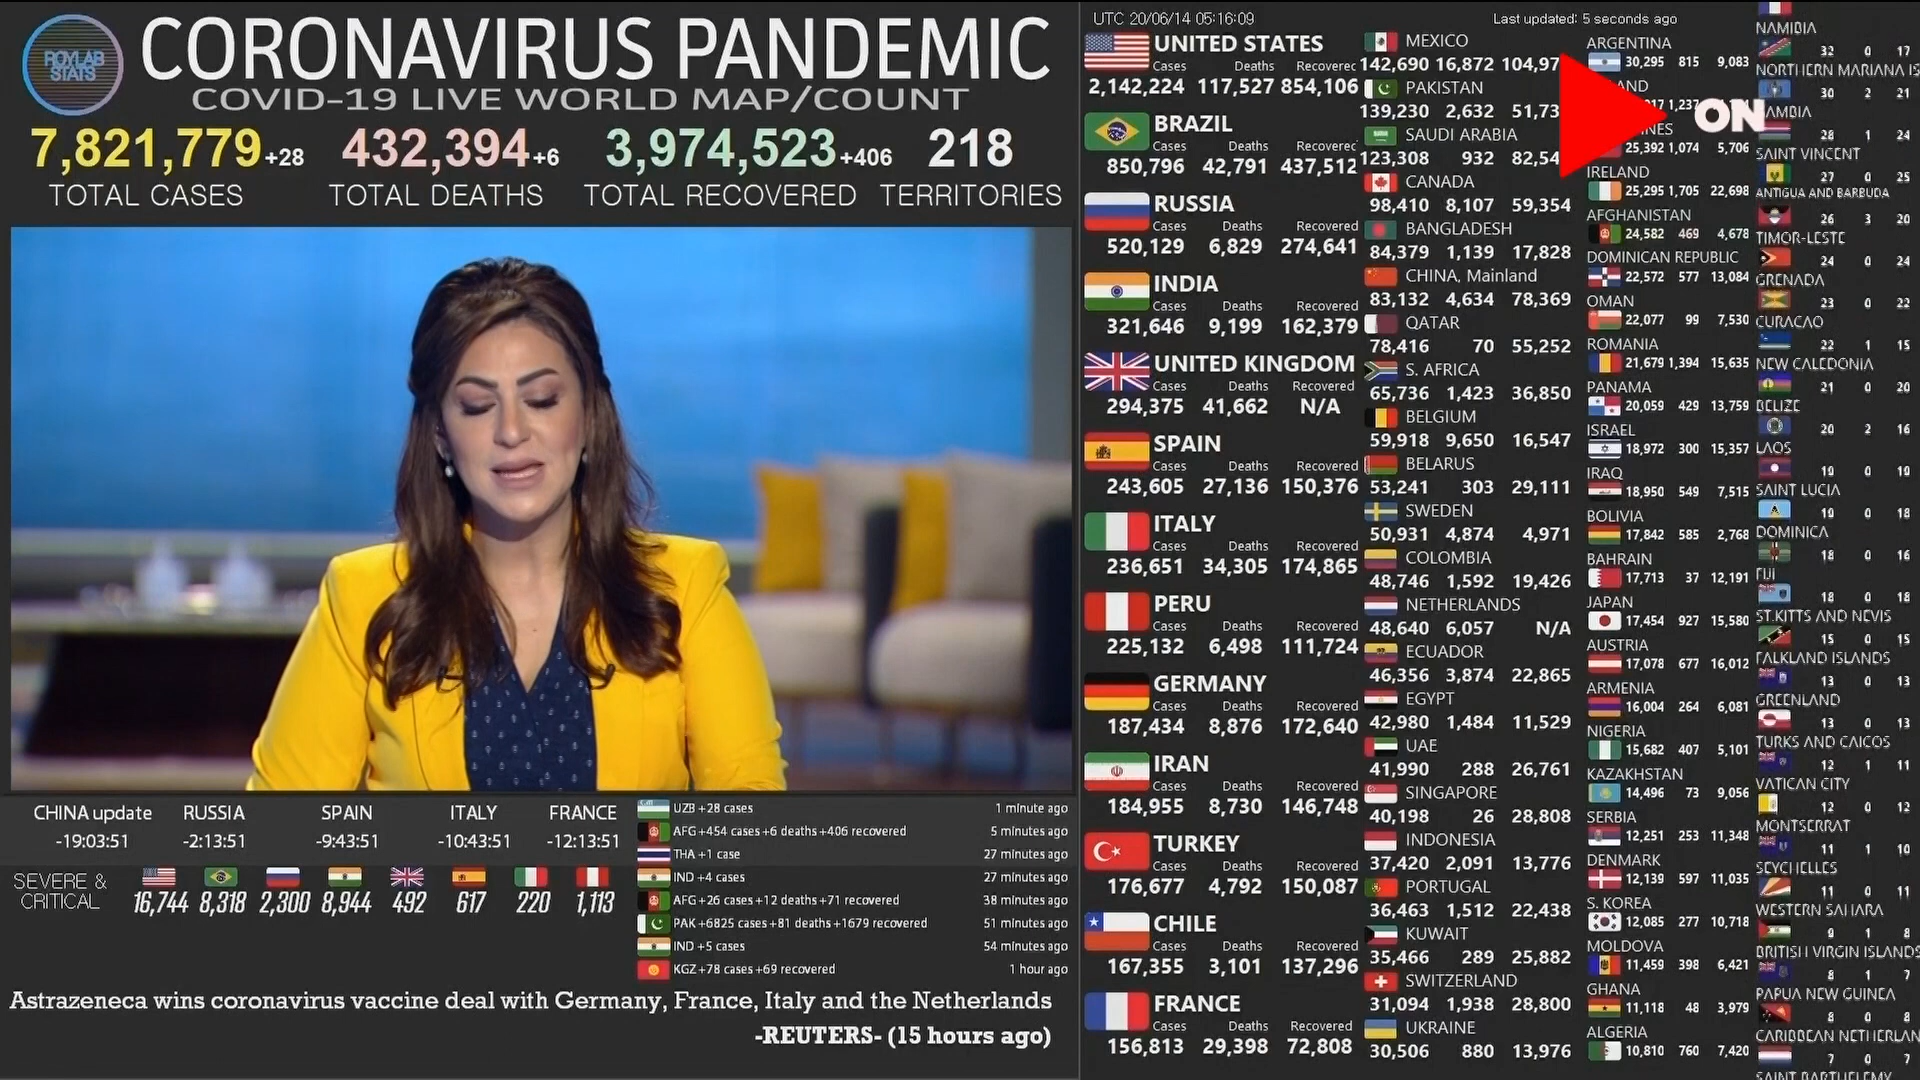 ROYLAB
STATS
CORONAVIRUS PANDEMIC
COVID-19 LIVE WORLD MAP/COUNT
7,821,779 +28 432,394 +6 3,974,523 +406 218
TOTAL CASES TOTAL DEATHS TOTAL RECOVERED TERRITORIES
CHINA update RUSSIA SPAIN ITALY FRANCE
-19:03:51 -2:13:51 -9:43:51 -10:43:51 -12:13:51
SEVERE &
CRITICAL
16,744 8,318 2,300 8,944 492 617 220 1,113
UZB +28 cases 1 minute ago
AFG +454 cases +6 deaths +406 recovered 5 minutes ago
THA +1 case 27 minutes ago
IND +4 cases 27 minutes ago
AFG +26 cases +12 deaths +71 recovered 38 minutes ago
PAK +6825 cases +81 deaths +1679 recovered 51 minutes ago
IND +5 cases 54 minutes ago
KGZ +78 cases +69 recovered 1 hour ago
Astrazeneca wins coronavirus vaccine deal with Germany, France, Italy and the Netherlands
-REUTERS- (15 hours ago)
UTC 20/06/14 05:16:09
Last updated: 5 seconds ago
UNITED STATES
Cases Deaths Recovered
2,142,224 117,527 854,106
BRAZIL
Cases Deaths Recovered
850,796 42,791 437,512
RUSSIA
Cases Deaths Recovered
520,129 6,829 274,641
INDIA
Cases Deaths Recovered
321,646 9,199 162,379
UNITED KINGDOM
Cases Deaths Recovered
294,375 41,662 N/A
SPAIN
Cases Deaths Recovered
243,605 27,136 150,376
ITALY
Cases Deaths Recovered
236,651 34,305 174,865
PERU
Cases Deaths Recovered
225,132 6,498 111,724
GERMANY
Cases Deaths Recovered
187,434 8,876 172,640
IRAN
Cases Deaths Recovered
184,955 8,730 146,748
TURKEY
Cases Deaths Recovered
176,677 4,792 150,087
CHILE
Cases Deaths Recovered
167,355 3,101 137,296
FRANCE
Cases Deaths Recovered
156,813 29,398 72,808
MEXICO
142,690 16,872
PAKISTAN
139,230 2,632
SAUDI ARABIA
123,308 932
CANADA
98,410 8,107 59,354
BANGLADESH
84,379 1,139 17,828
CHINA, Mainland
83,132 4,634 78,369
QATAR
78,416 70 55,252
S. AFRICA
65,736 1,423 36,850
BELGIUM
59,918 9,650 16,547
BELARUS
53,241 303 29,111
SWEDEN
50,931 4,874 4,971
COLOMBIA
48,746 1,592 19,426
NETHERLANDS
48,640 6,057 N/A
ECUADOR
46,356 3,874 22,865
EGYPT
42,980 1,484 11,529
UAE
41,990 288 26,761
SINGAPORE
40,198 26 28,808
INDONESIA
37,420 2,091 13,776
PORTUGAL
36,463 1,512 22,438
KUWAIT
35,466 289 25,882
SWITZERLAND
31,094 1,938 28,800
UKRAINE
30,506 880 13,976
ARGENTINA
30,295 815 9,083
ON
25,392 1,074 5,706
IRELAND
25,295 1,705 22,698
AFGHANISTAN
24,582 469 4,678
DOMINICAN REPUBLIC
22,572 577 13,084
OMAN
22,077 99 7,530
ROMANIA
21,679 1,394 15,635
PANAMA
20,059 429 13,759
ISRAEL
18,972 300 15,357
IRAQ
18,950 549 7,515
BOLIVIA
17,842 585 2,768
BAHRAIN
17,713 37 12,191
JAPAN
17,454 927 15,580
AUSTRIA
17,078 677 16,012
ARMENIA
16,004 264 6,081
NIGERIA
15,682 407 5,101
KAZAKHSTAN
14,496 73 9,056
SERBIA
12,251 253 11,348
DENMARK
12,139 597 11,035
S. KOREA
12,085 277 10,718
MOLDOVA
11,459 398 6,421
GHANA
11,118 48 3,979
ALGERIA
10,810 760 7,420
NAMIBIA
32 0 17
NORTHERN MARIANA IS
30 2 21
28 1 24
SAINT VINCENT
27 0 25
ANTIGUA AND BARBUDA
26 3 20
TIMOR-LESTE
24 0 24
GRENADA
23 0 22
CURACAO
22 1 15
NEW CALEDONIA
21 0 20
BELIZE
20 2 16
LAOS
19 0 19
SAINT LUCIA
19 0 18
DOMINICA
18 0 16
FIJI
18 0 18
ST.KITTS AND NEVIS
15 0 15
FALKLAND ISLANDS
13 0 13
GREENLAND
13 0 13
TURKS AND CAICOS
12 1 11
VATICAN CITY
12 0 12
MONTSERRAT
11 1 10
SEYCHELLES
11 0 11
WESTERN SAHARA
9 1 8
BRITISH VIRGIN ISLANDS
8 1 7
PAPUA NEW GUINEA
8 0 8
CARIBBEAN NETHERLAN
7 0 7
SAINT BARTHELEMY